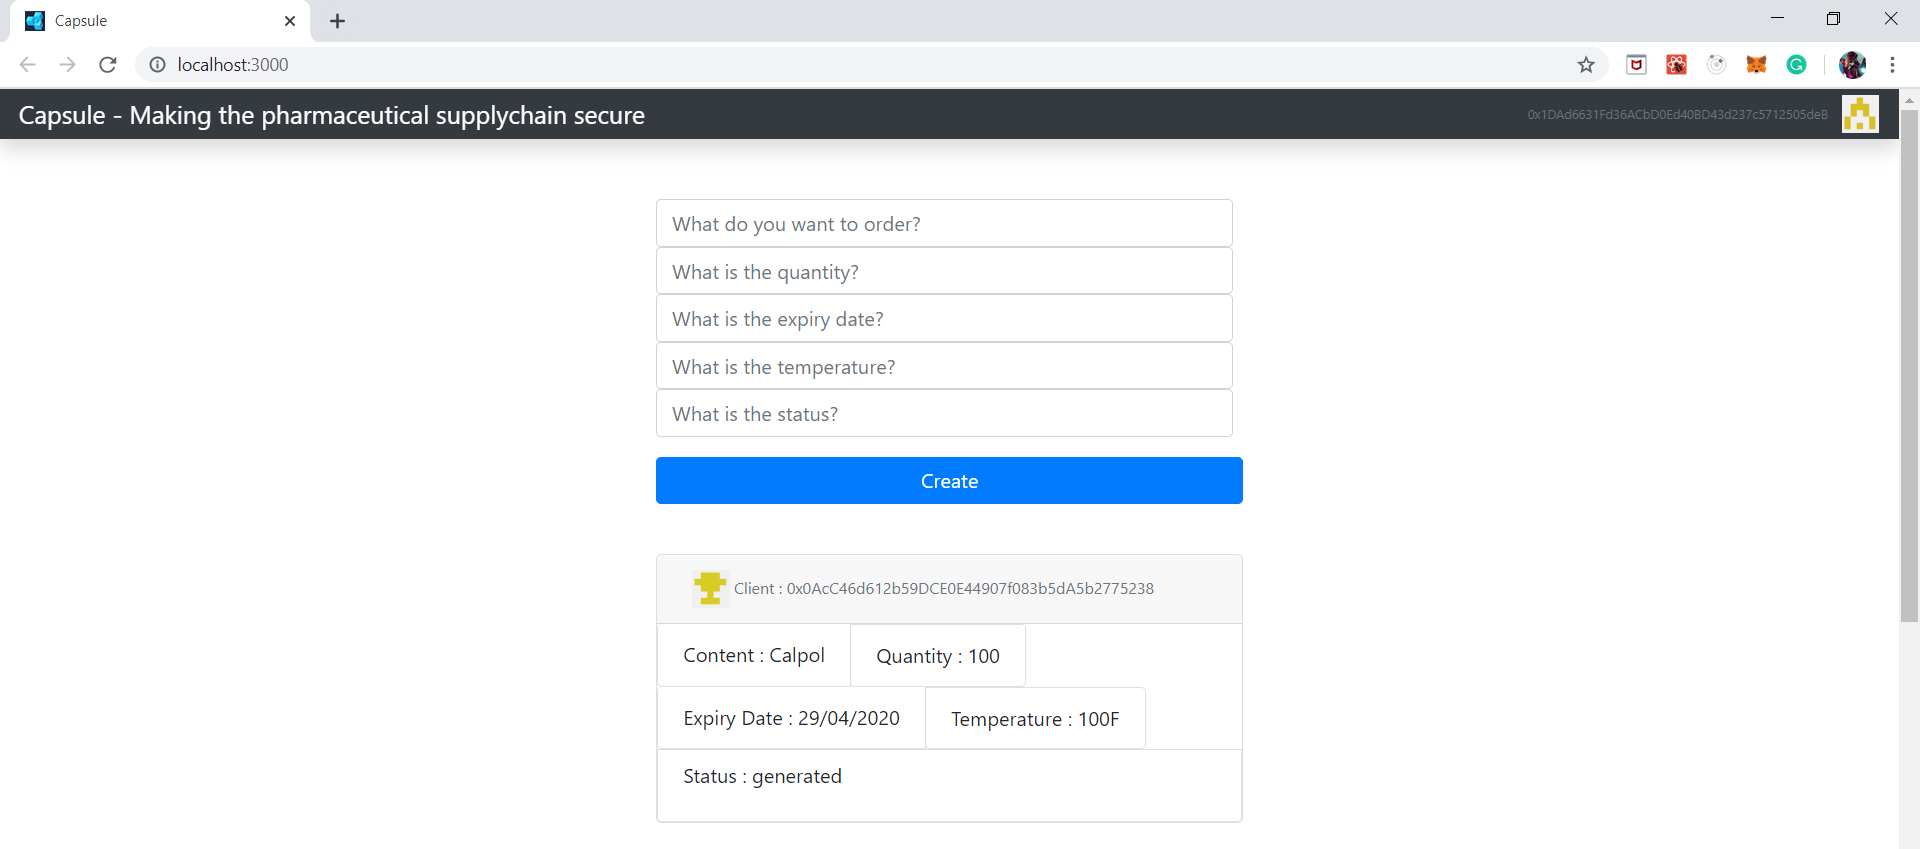 Capsule
localhost:3000
Capsule - Making the pharmaceutical supplychain secure
0x1DAd6631Fd36ACbD0Ed40BD43d237c5712505deB
What do you want to order?
What is the quantity?
What is the expiry date?
What is the temperature?
What is the status?
Create
Client : 0x0AcC46d612b59DCE0E44907f083b5dA5b2775238
Content : Calpol
Quantity : 100
Expiry Date : 29/04/2020
Temperature : 100F
Status : generated